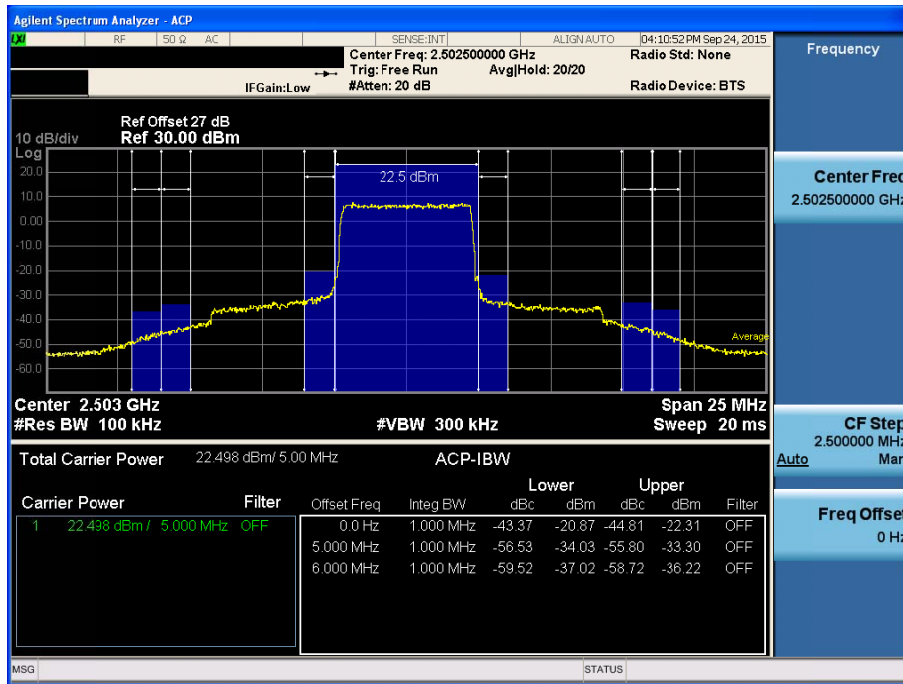 Agilent Spectrum Analyzer - ACP
LXI RF 50 Ω AC SENSE:INT ALIGN AUTO 04:10:52 PM Sep 24, 2015
Center Freq: 2.502500000 GHz Radio Std: None
Trig: Free Run Avg|Hold: 20/20
IFGain:Low #Atten: 20 dB Radio Device: BTS
Ref Offset 27 dB
10 dB/div Ref 30.00 dBm
Log
20.0
22.5 dBm
10.0
0.00
-10.0
-20.0
-30.0
-40.0
Average
-50.0
-60.0
Center 2.503 GHz Span 25 MHz
#Res BW 100 kHz #VBW 300 kHz Sweep 20 ms
Total Carrier Power 22.498 dBm/ 5.00 MHz ACP-IBW
Lower Upper
Carrier Power Filter Offset Freq Integ BW dBc dBm dBc dBm Filter
1 22.498 dBm / 5.000 MHz OFF 0.0 Hz 1.000 MHz -43.37 -20.87 -44.81 -22.31 OFF
5.000 MHz 1.000 MHz -56.53 -34.03 -55.80 -33.30 OFF
6.000 MHz 1.000 MHz -59.52 -37.02 -58.72 -36.22 OFF
MSG STATUS
Frequency
Center Freq
2.502500000 GHz
CF Step
2.500000 MHz
Auto Man
Freq Offset
0 Hz